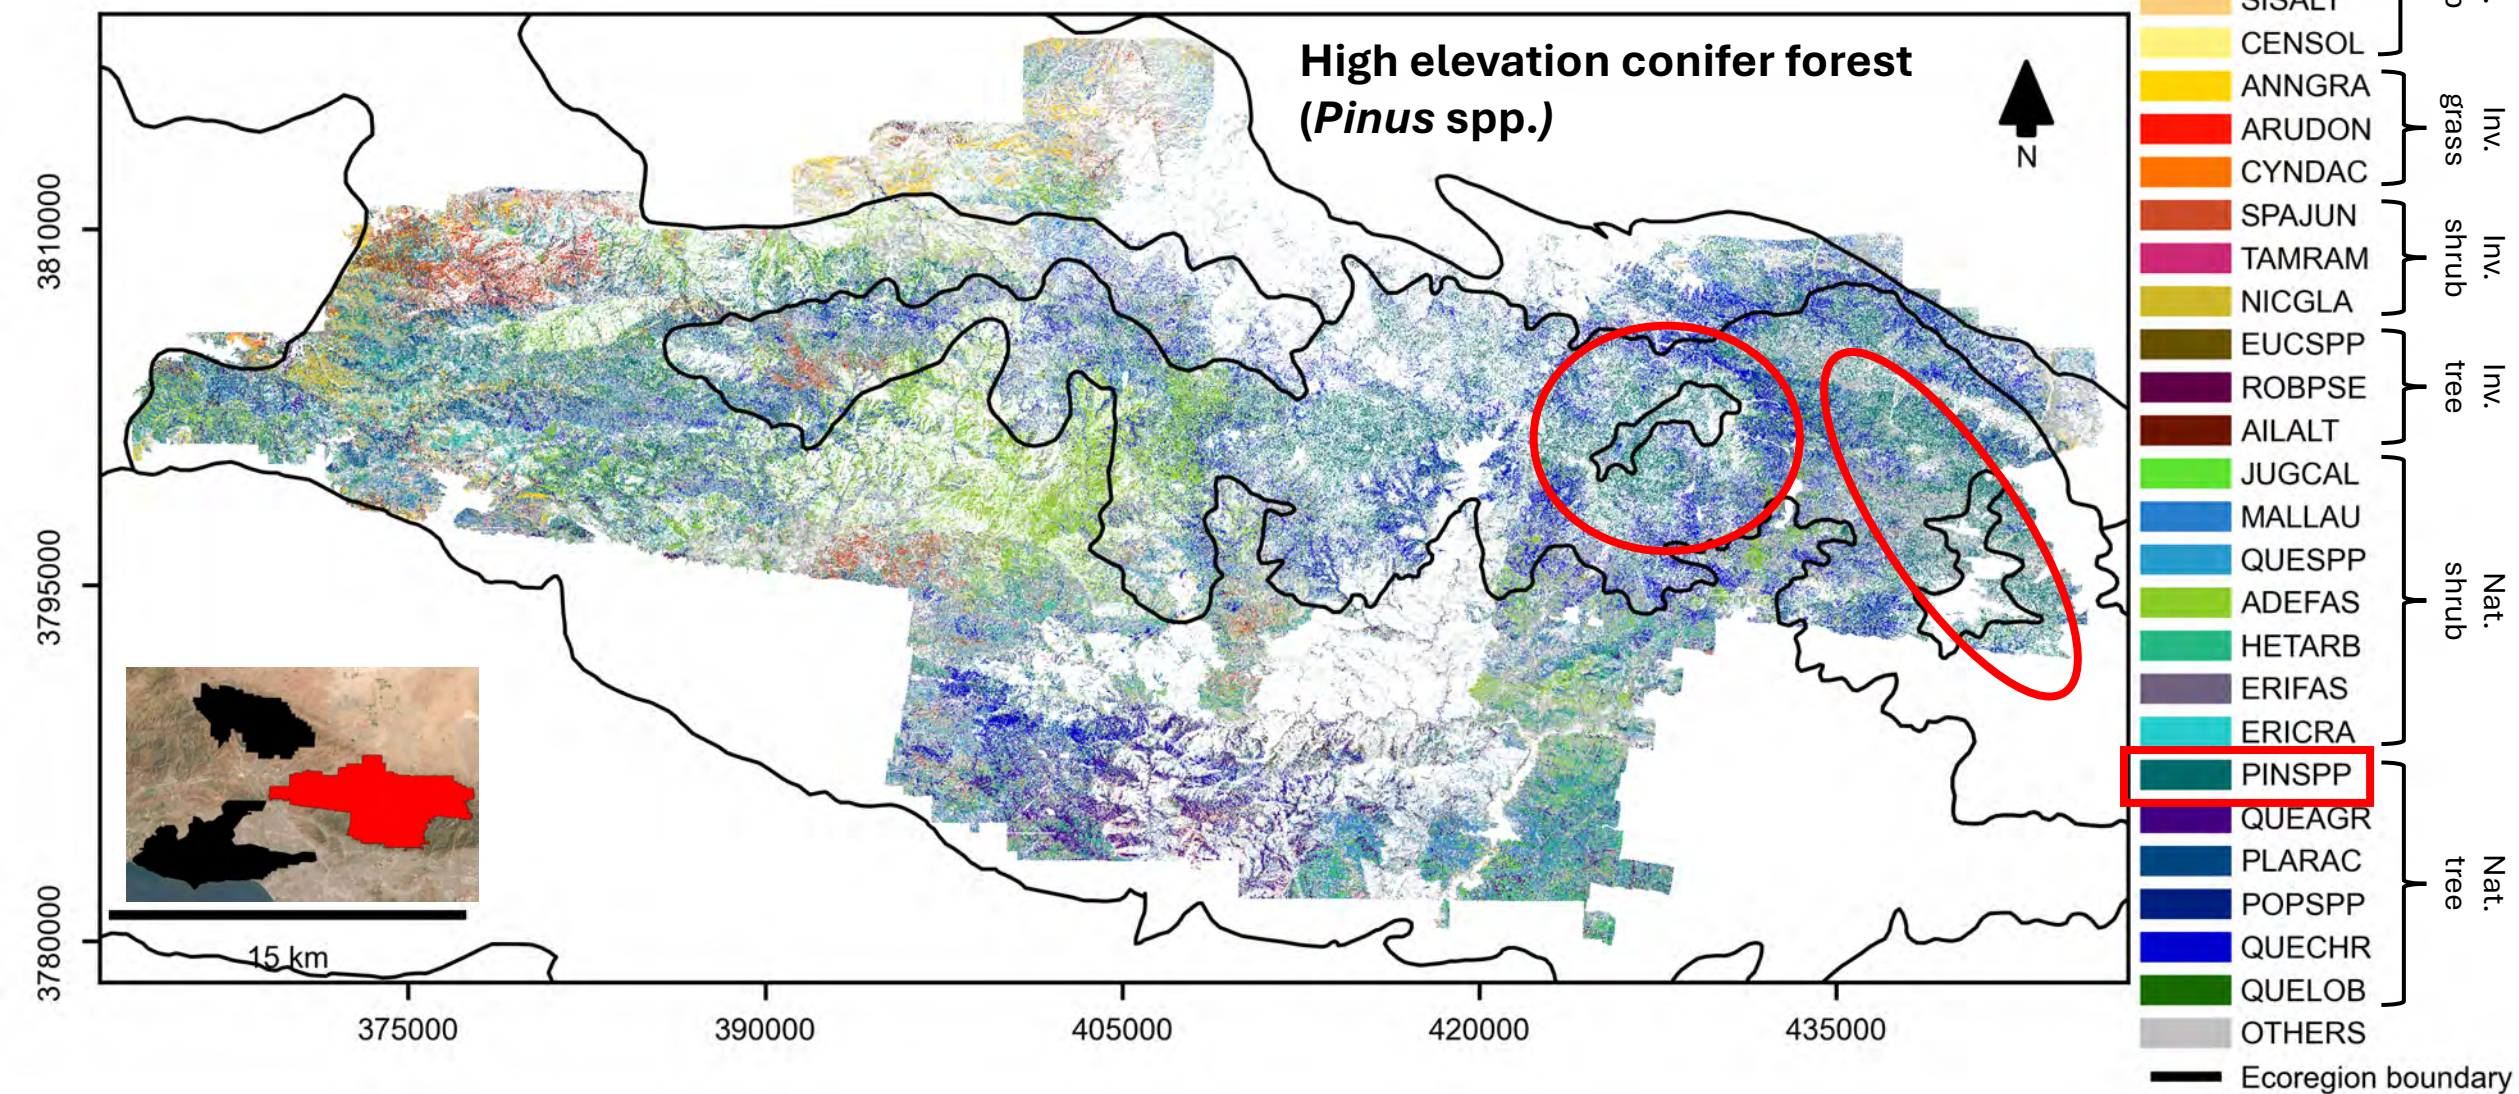 High elevation conifer forest
(Pinus spp.)
N
3810000
3795000
3780000
15 km
375000
390000
405000
420000
435000
SISALT
CENSOL
ANNGRA
ARUDON
CYNDAC
Inv.
grass
SPAJUN
TAMRAM
NICGLA
Inv.
shrub
EUCSPP
ROBPSE
AILALT
Inv.
tree
JUGCAL
MALLAU
QUESPP
ADEFAS
HETARB
ERIFAS
ERICRA
Nat.
shrub
PINSPP
QUEAGR
PLARAC
POPSPP
QUECHR
QUELOB
Nat.
tree
OTHERS
Ecoregion boundary